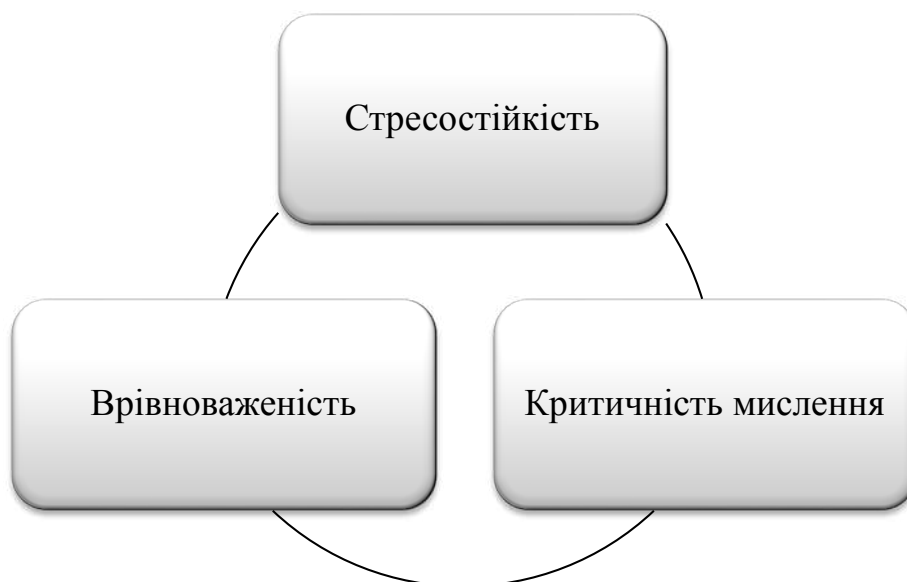 Стресостійкість
Врівноваженість
Критичність мислення